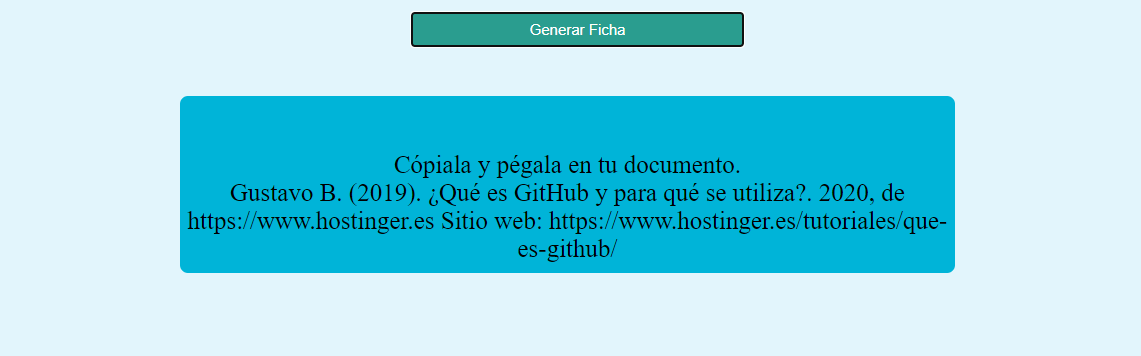 Generar Ficha
Cópiala y pégala en tu documento.
Gustavo B. (2019). ¿Qué es GitHub y para qué se utiliza?. 2020, de
https://www.hostinger.es Sitio web: https://www.hostinger.es/tutoriales/que-
es-github/